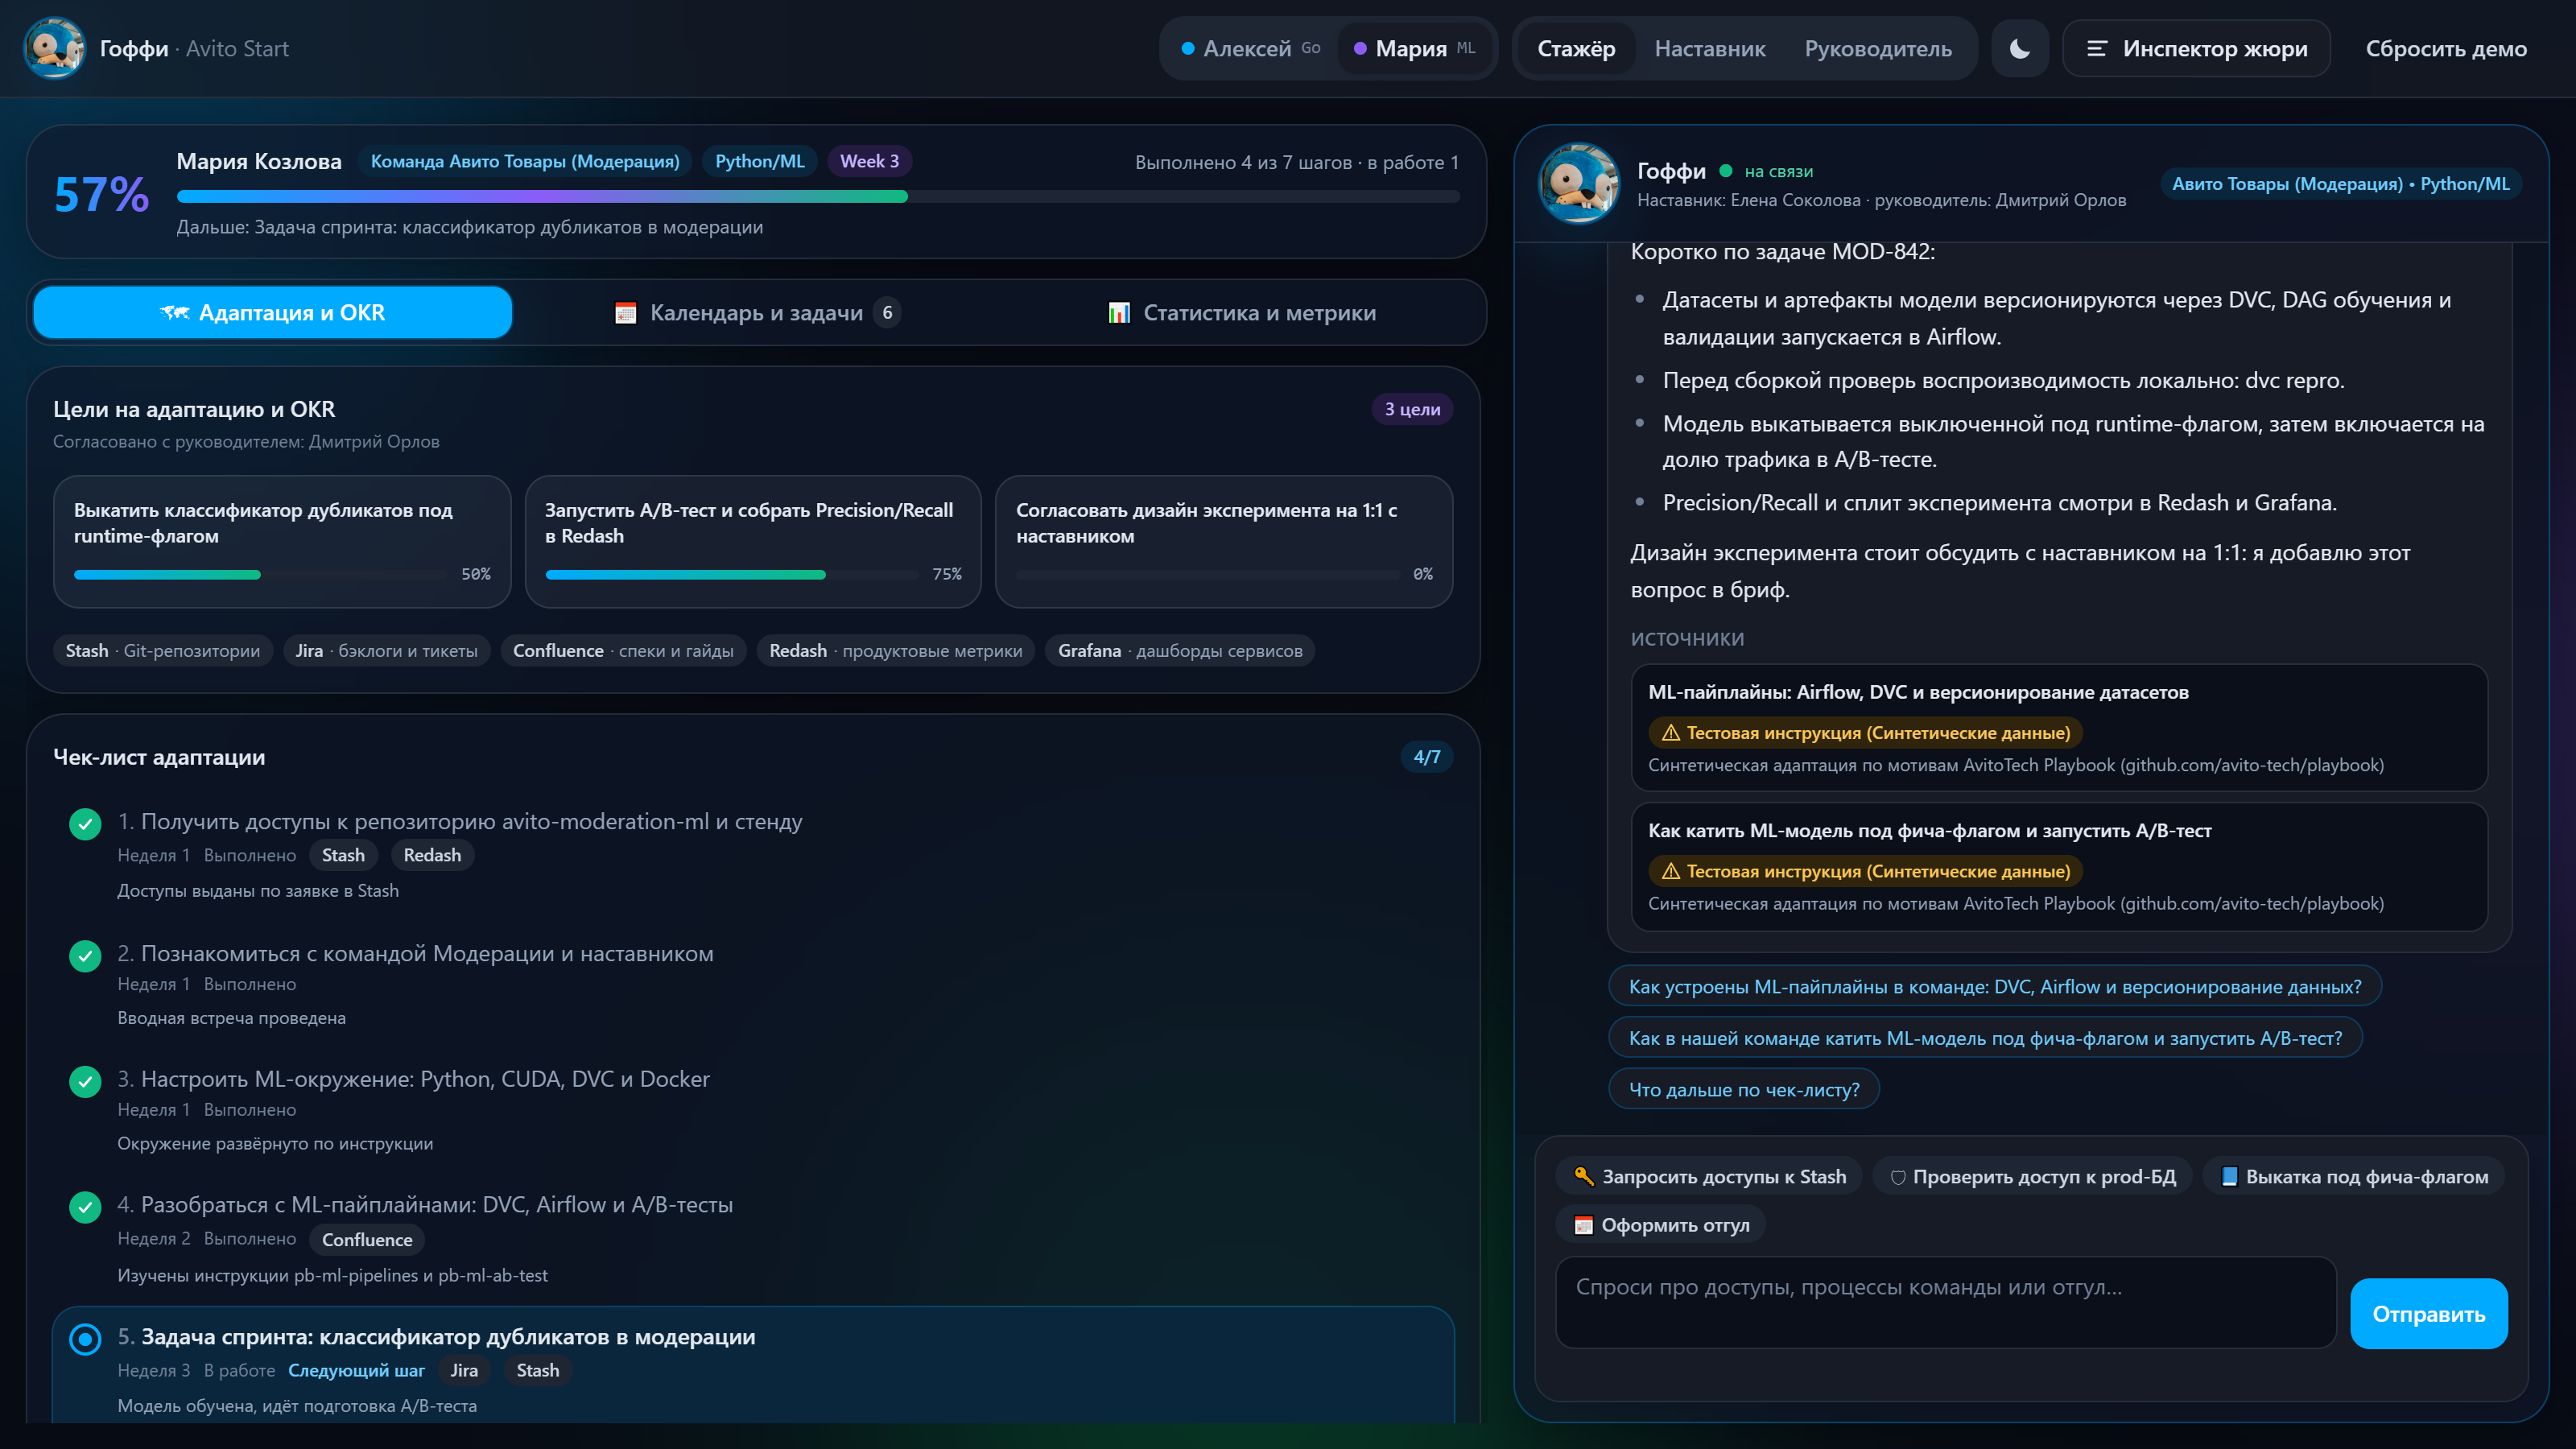 Гоффи · Avito Start
Алексей Go
Мария ML
Стажёр
Наставник
Руководитель
Инспектор жюри
Сбросить демо
57%
Мария Козлова
Команда Авито Товары (Модерация)
Python/ML
Week 3
Выполнено 4 из 7 шагов · в работе 1
Дальше: Задача спринта: классификатор дубликатов в модерации
Адаптация и OKR
Календарь и задачи 6
Статистика и метрики
Цели на адаптацию и OKR
3 цели
Согласовано с руководителем: Дмитрий Орлов
Выкатить классификатор дубликатов под
runtime-флагом
50%
Запустить A/B-тест и собрать Precision/Recall
в Redash
75%
Согласовать дизайн эксперимента на 1:1 с
наставником
0%
Stash · Git-репозитории
Jira · бэклоги и тикеты
Confluence · спеки и гайды
Redash · продуктовые метрики
Grafana · дашборды сервисов
Чек-лист адаптации
4/7
1. Получить доступы к репозиторию avito-moderation-ml и стенду
Неделя 1 Выполнено Stash Redash
Доступы выданы по заявке в Stash
2. Познакомиться с командой Модерации и наставником
Неделя 1 Выполнено
Вводная встреча проведена
3. Настроить ML-окружение: Python, CUDA, DVC и Docker
Неделя 1 Выполнено
Окружение развёрнуто по инструкции
4. Разобраться с ML-пайплайнами: DVC, Airflow и A/B-тесты
Неделя 2 Выполнено Confluence
Изучены инструкции pb-ml-pipelines и pb-ml-ab-test
5. Задача спринта: классификатор дубликатов в модерации
Неделя 3 В работе Следующий шаг Jira Stash
Модель обучена, идёт подготовка A/B-теста
Гоффи на связи
Наставник: Елена Соколова · руководитель: Дмитрий Орлов
Авито Товары (Модерация) • Python/ML
Коротко по задаче MOD-842:
Датасеты и артефакты модели версионируются через DVC, DAG обучения и
валидации запускается в Airflow.
Перед сборкой проверь воспроизводимость локально: dvc repro.
Модель выкатывается выключенной под runtime-флагом, затем включается на
долю трафика в A/B-тесте.
Precision/Recall и сплит эксперимента смотри в Redash и Grafana.
Дизайн эксперимента стоит обсудить с наставником на 1:1: я добавлю этот
вопрос в бриф.
ИСТОЧНИКИ
ML-пайплайны: Airflow, DVC и версионирование датасетов
Тестовая инструкция (Синтетические данные)
Синтетическая адаптация по мотивам AvitoTech Playbook (github.com/avito-tech/playbook)
Как катить ML-модель под фича-флагом и запустить A/B-тест
Тестовая инструкция (Синтетические данные)
Синтетическая адаптация по мотивам AvitoTech Playbook (github.com/avito-tech/playbook)
Как устроены ML-пайплайны в команде: DVC, Airflow и версионирование данных?
Как в нашей команде катить ML-модель под фича-флагом и запустить A/B-тест?
Что дальше по чек-листу?
Запросить доступы к Stash
Проверить доступ к prod-БД
Выкатка под фича-флагом
Оформить отгул
Спроси про доступы, процессы команды или отгул…
Отправить